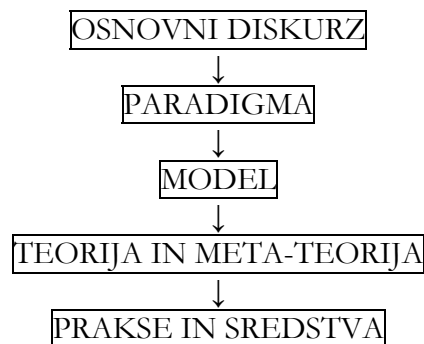 OSNOVNI DISKURZ
↓
PARADIGMA
↓
MODEL
↓
TEORIJA IN META-TEORIJA
↓
PRAKSE IN SREDSTVA